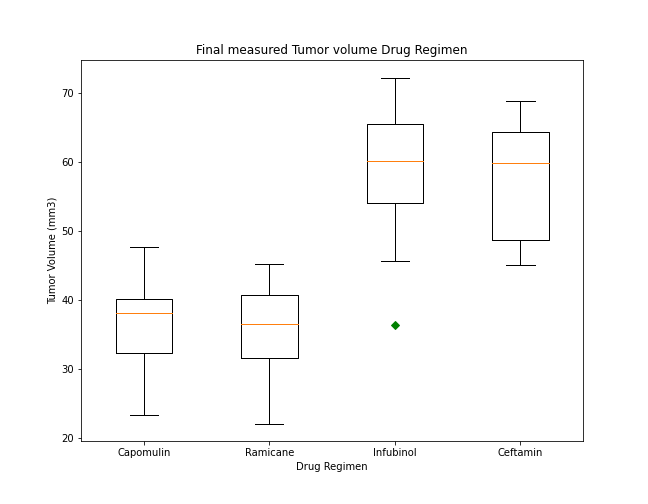 Final measured Tumor volume Drug Regimen
Tumor Volume (mm3)
70
60
50
40
30
20
Capomulin Ramicane Infubinol Ceftamin
Drug Regimen